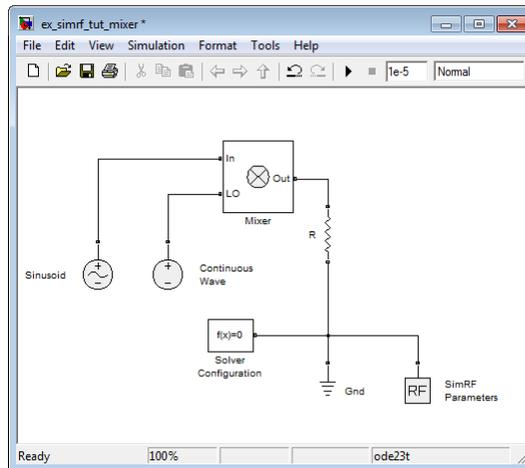 ex_simrf_tut_mixer *
File Edit View Simulation Format Tools Help
1e-5 Normal
In
Out
LO
Mixer
R
Sinusoid
Continuous
Wave
f(x)=0
Solver
Configuration
Gnd
RF
SimRF
Parameters
Ready 100% ode23t